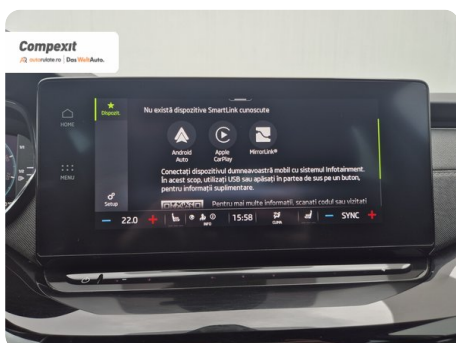 Compexit
autorulate.ro | Das WeltAuto.
Dispozit
Nu există dispozitive SmartLink cunoscute
HOME
Android
Auto
Apple
CarPlay
MirrorLink®
MENU
Conectați dispozitivul dumneavoastră mobil cu sistemul Infotainment.
În acest scop, utilizați USB sau apăsați în partea de sus pe un buton,
pentru informații suplimentare.
Setup
Pentru mai multe informații, scanați codul sau vizitați
22.0
INFO
15:58
CLIMA
SYNC